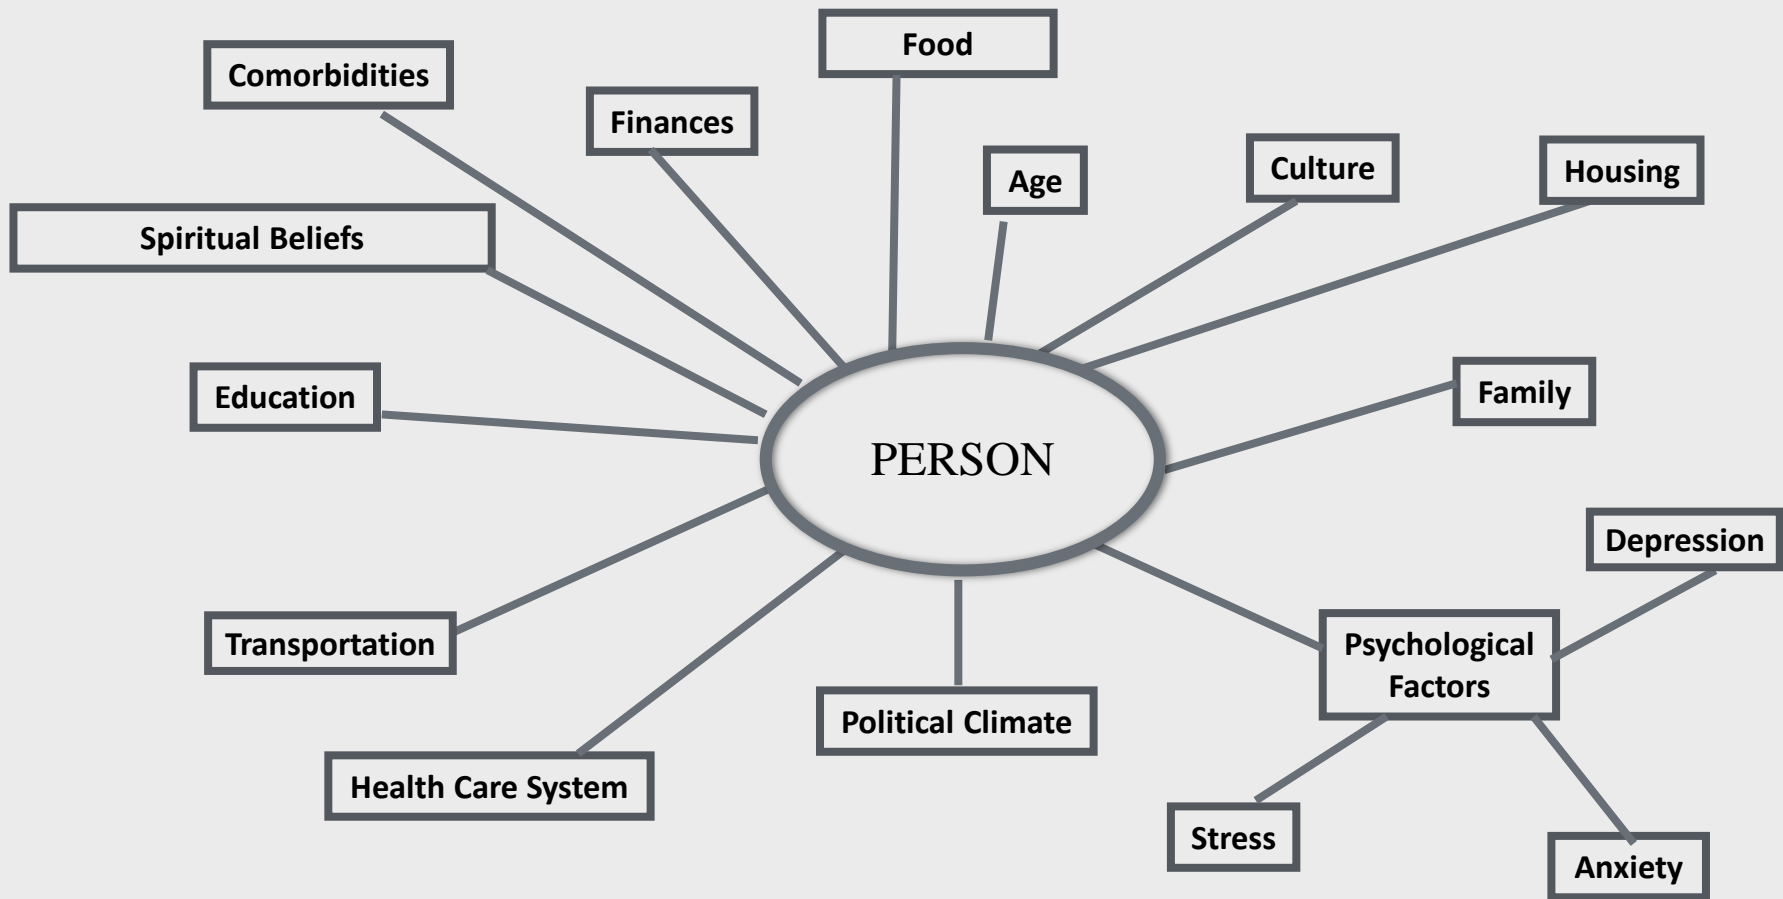 Food
Comorbidities
Finances
Age
Culture
Housing
Spiritual Beliefs
Education
Family
PERSON
Depression
Transportation
Psychological
Factors
Political Climate
Health Care System
Stress
Anxiety